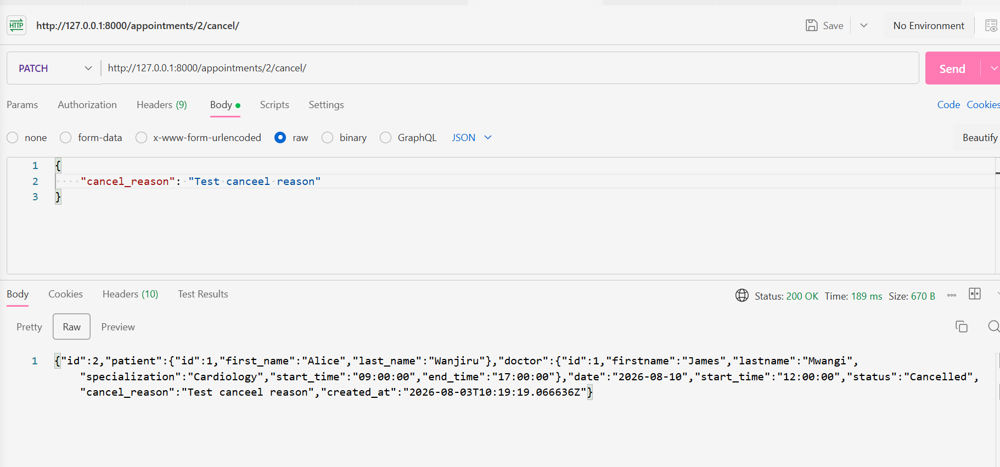 HTTP http://127.0.0.1:8000/appointments/2/cancel/ Save No Environment
PATCH http://127.0.0.1:8000/appointments/2/cancel/ Send
Params Authorization Headers (9) Body Scripts Settings Code Cookies
none form-data x-www-form-urlencoded raw binary GraphQL JSON Beautify
1 {
2 "cancel_reason": "Test canceel reason"
3 }
Body Cookies Headers (10) Test Results Status: 200 OK Time: 189 ms Size: 670 B
Pretty Raw Preview
1 {"id":2,"patient":{"id":1,"first_name":"Alice","last_name":"Wanjiru"},"doctor":{"id":1,"firstname":"James","lastname":"Mwangi",
"specialization":"Cardiology","start_time":"09:00:00","end_time":"17:00:00"},"date":"2026-08-10","start_time":"12:00:00","status":"Cancelled",
"cancel_reason":"Test canceel reason","created_at":"2026-08-03T10:19:19.066636Z"}